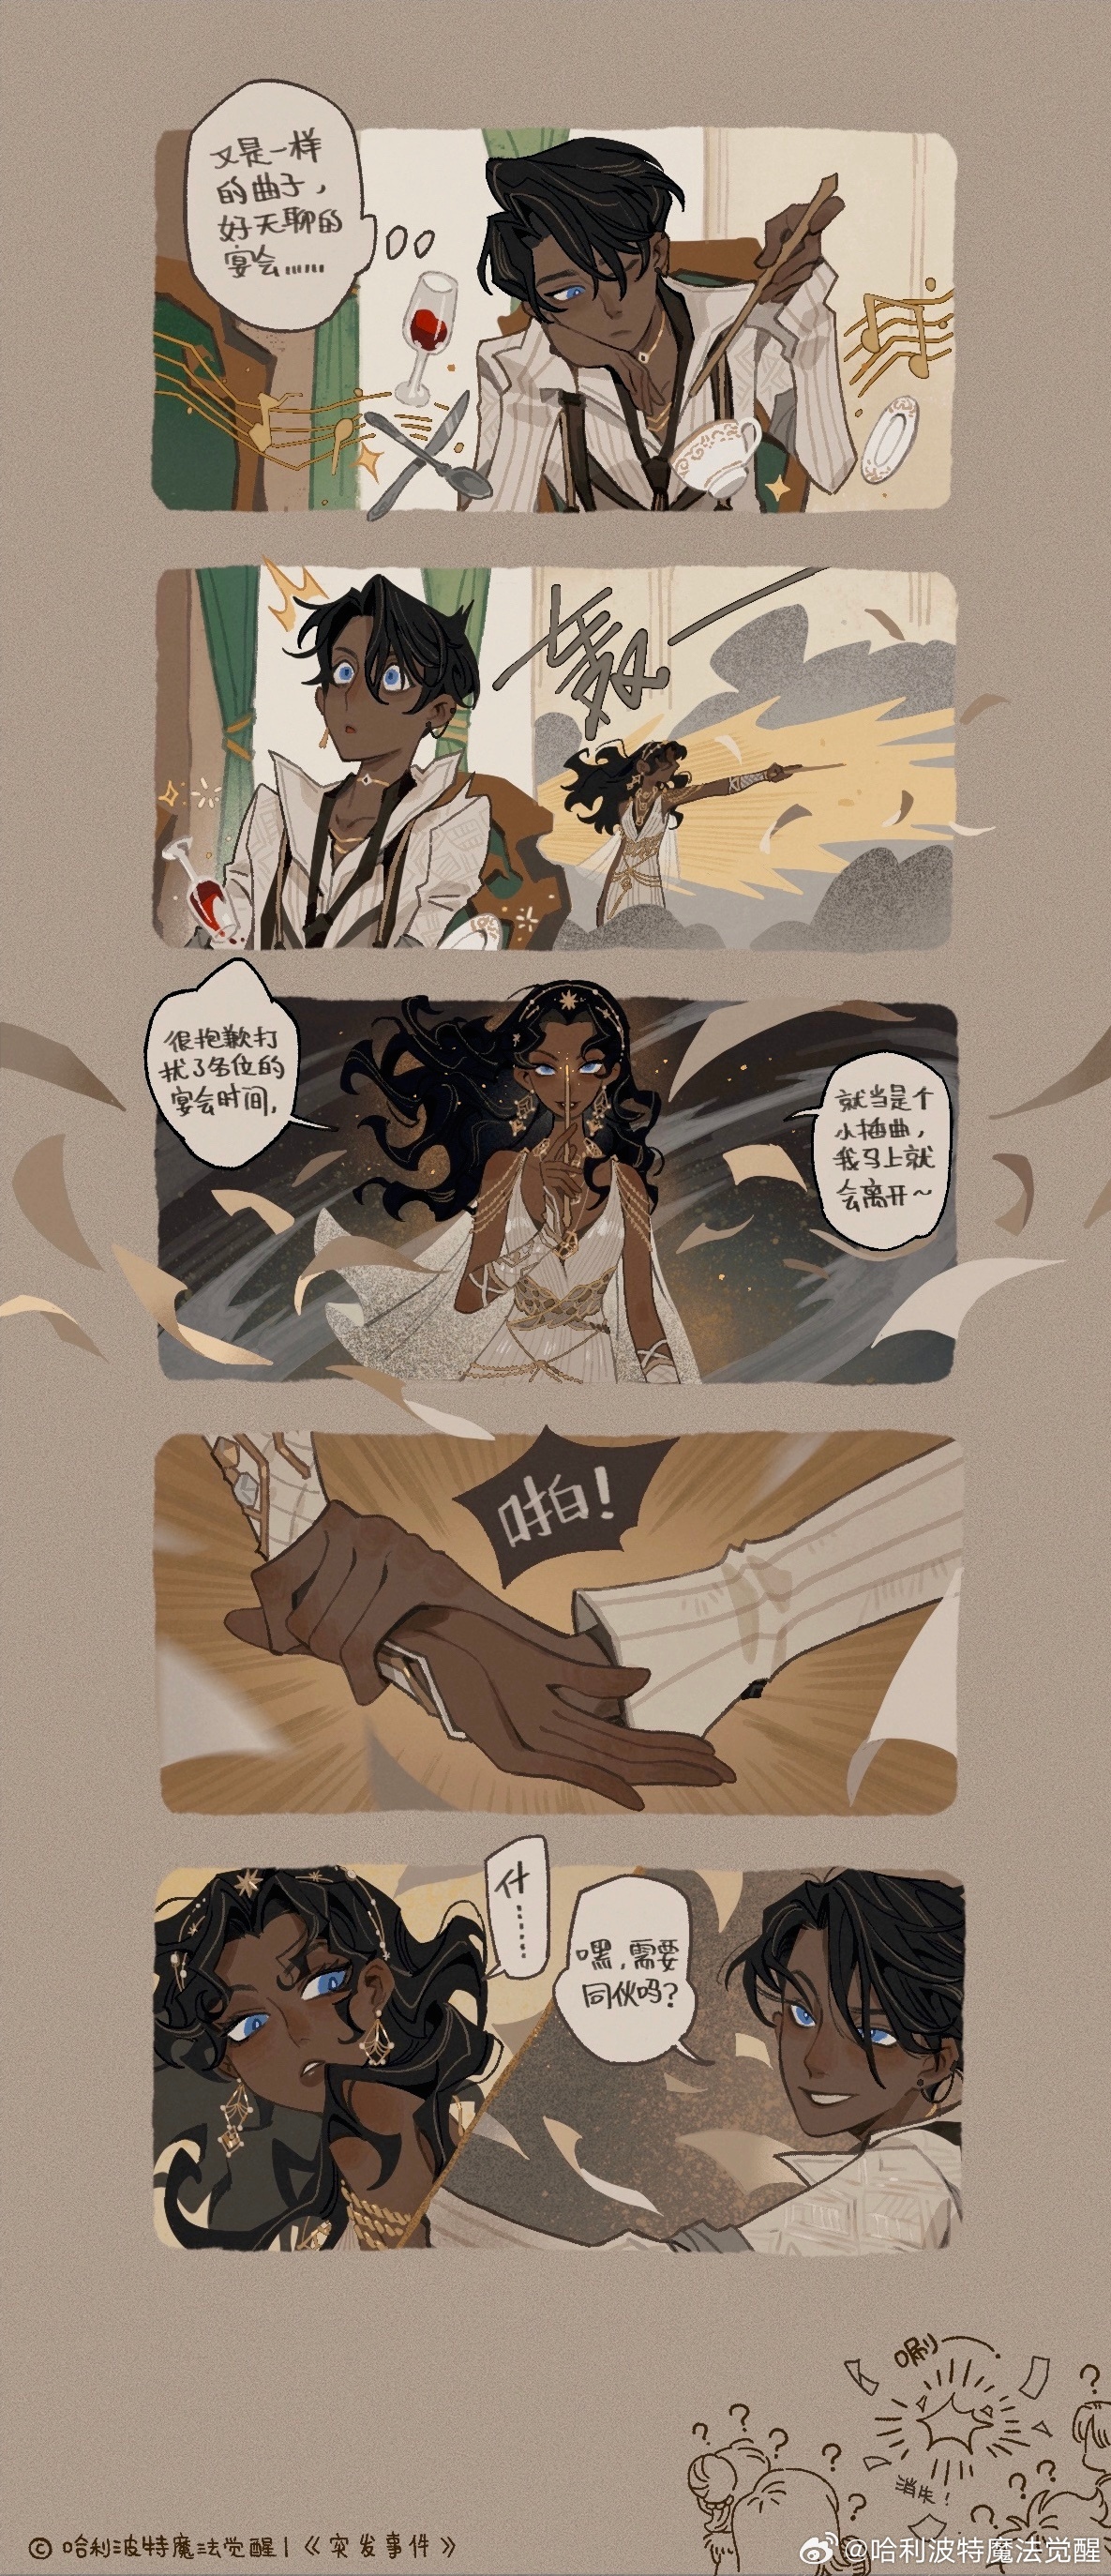 又是一样
的曲子，
好无聊的
宴会……
轰
很抱歉打
扰了各位的
宴会时间，
就当是个
小插曲，
我马上就
会离开~
啪！
什
……
嘿，需要
同伙吗？
唰
?
?
?
?
?
?
?
?
?
消失！
© 哈利波特魔法觉醒 | 《突发事件》
@哈利波特魔法觉醒